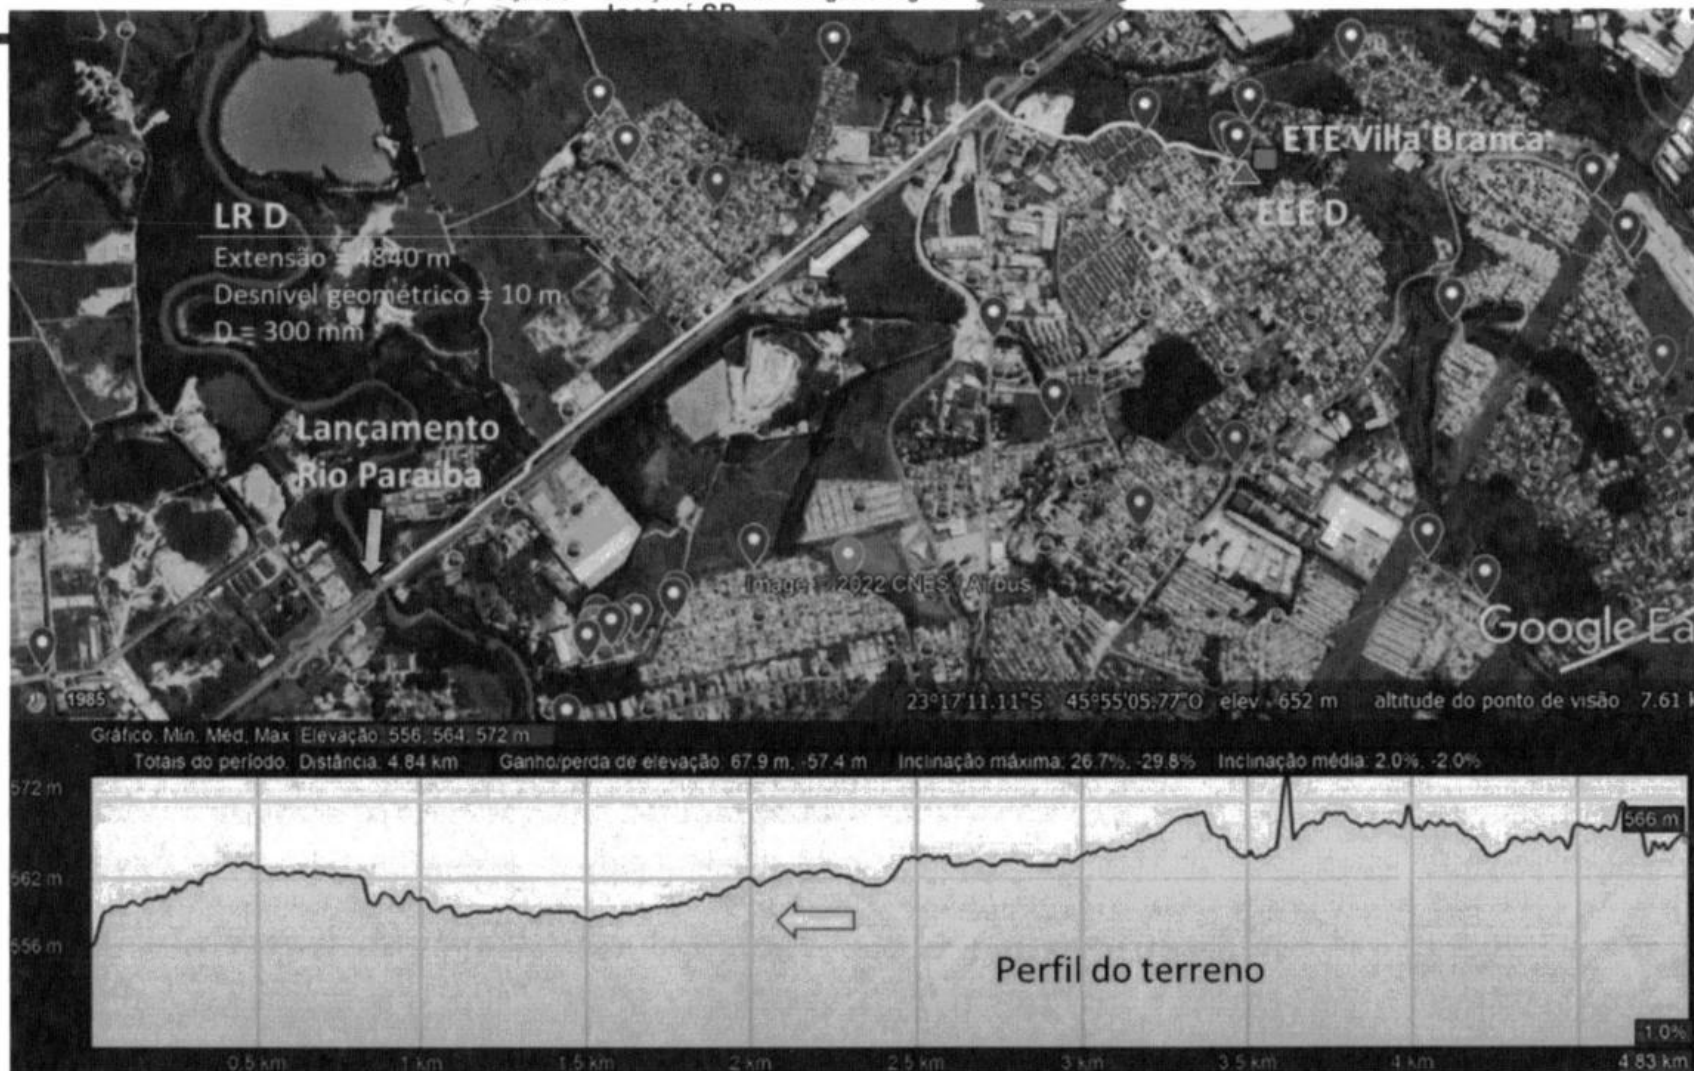 Jacareí SP
ETE Villa Branca
LR D
EEE D
Extensão = 4840 m
Desnível geométrico = 10 m
D = 300 mm
Lançamento
Rio Paraíba
Image © 2022 CNES / Airbus
Google Ea
1985
23°17'11.11"S 45°55'05.77"O elev 652 m altitude do ponto de visão 7.61 k
Gráfico. Mín, Méd, Max Elevação: 556, 564, 572 m
Totais do período. Distância: 4.84 km Ganho/perda de elevação: 67.9 m, -57.4 m Inclinação máxima: 26.7%, -29.8% Inclinação média: 2.0%, -2.0%
572 m
566 m
562 m
556 m
Perfil do terreno
-1.0%
0.5 km 1 km 1.5 km 2 km 2.5 km 3 km 3.5 km 4 km 4.83 km